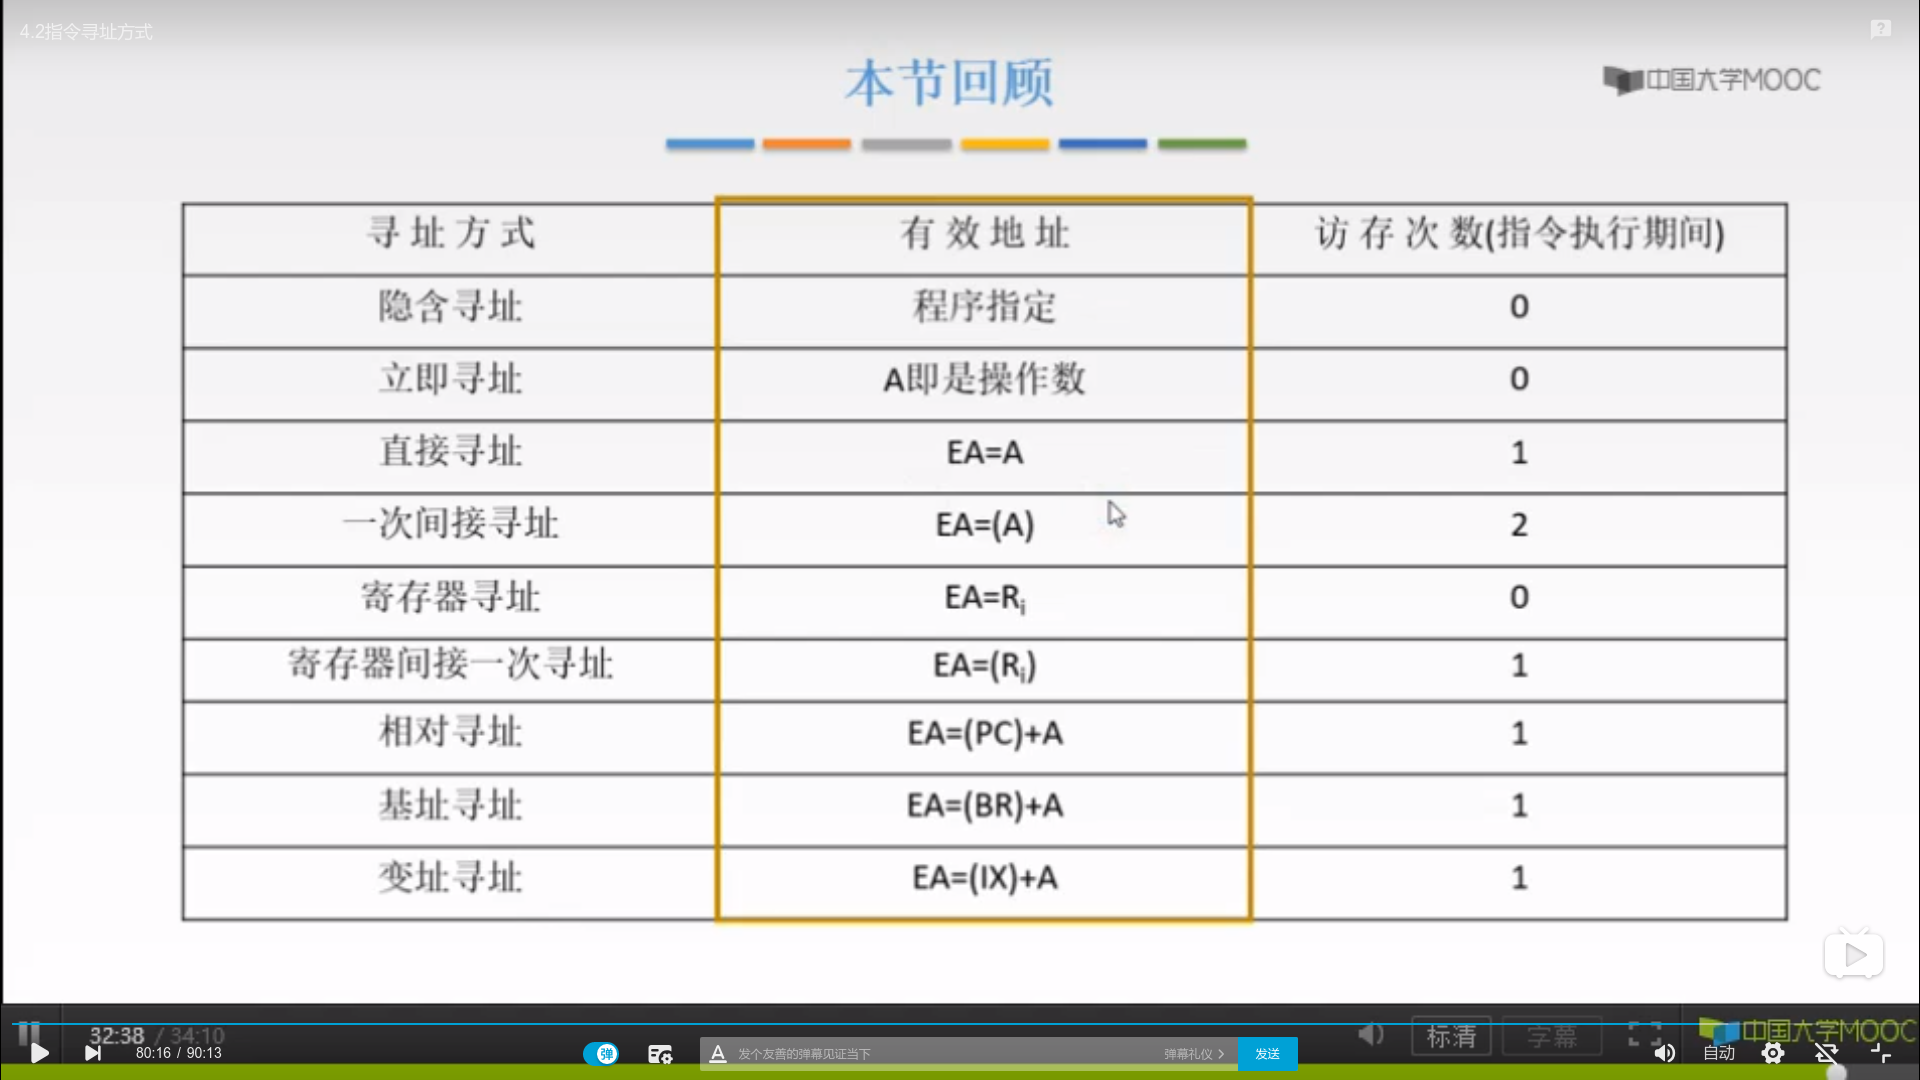 4.2指令寻址方式
本节回顾
中国大学MOOC
寻址方式 有效地址 访存次数(指令执行期间)
隐含寻址 程序指定 0
立即寻址 A即是操作数 0
直接寻址 EA=A 1
一次间接寻址 EA=(A) 2
寄存器寻址 EA=Ri 0
寄存器间接一次寻址 EA=(Ri) 1
相对寻址 EA=(PC)+A 1
基址寻址 EA=(BR)+A 1
变址寻址 EA=(IX)+A 1
32:38 / 34:10 标清 字幕 中国大学MOOC
80:16 / 90:13 弹 A 发个友善的弹幕见证当下 弹幕礼仪 发送 自动